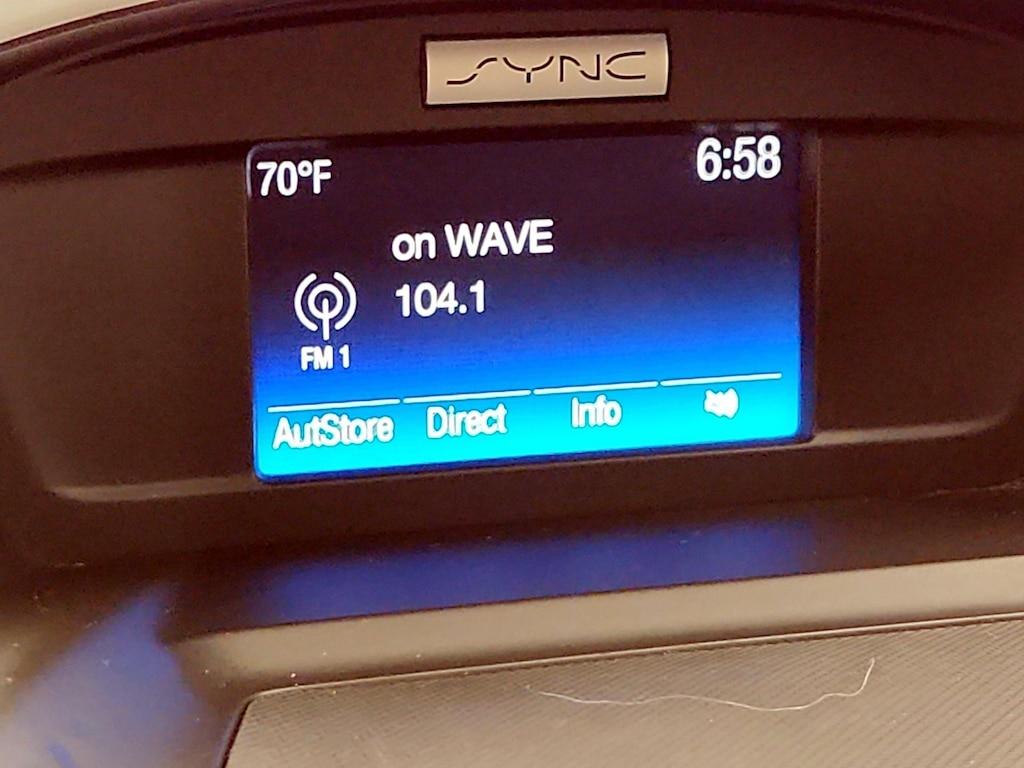 SYNC
70°F 6:58
on WAVE
104.1
FM 1
AutStore Direct Info